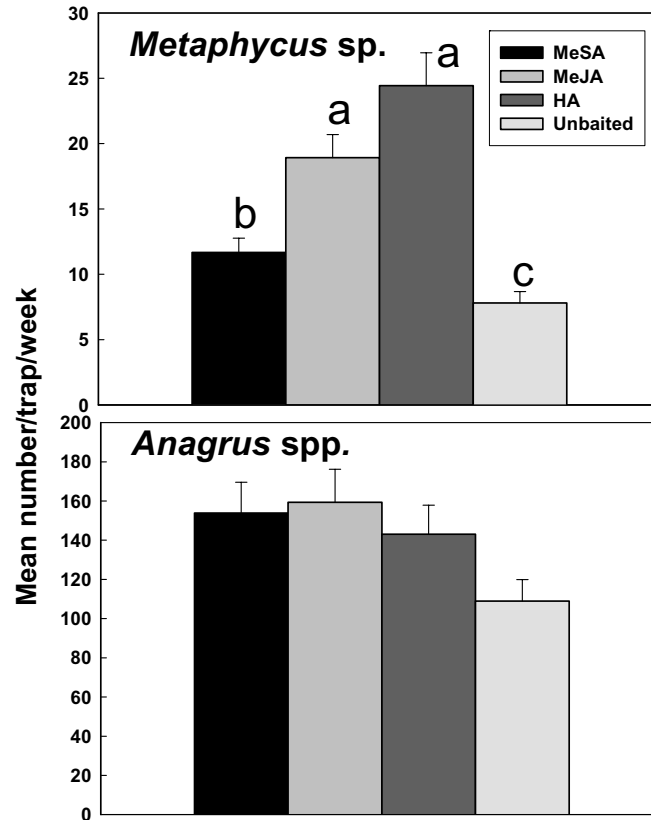 Mean number/trap/week
30
25
20
15
10
5
0
Metaphycus sp.
MeSA
MeJA
HA
Unbaited
b
a
a
c
200
180
160
140
120
100
80
60
40
20
0
Anagrus spp.